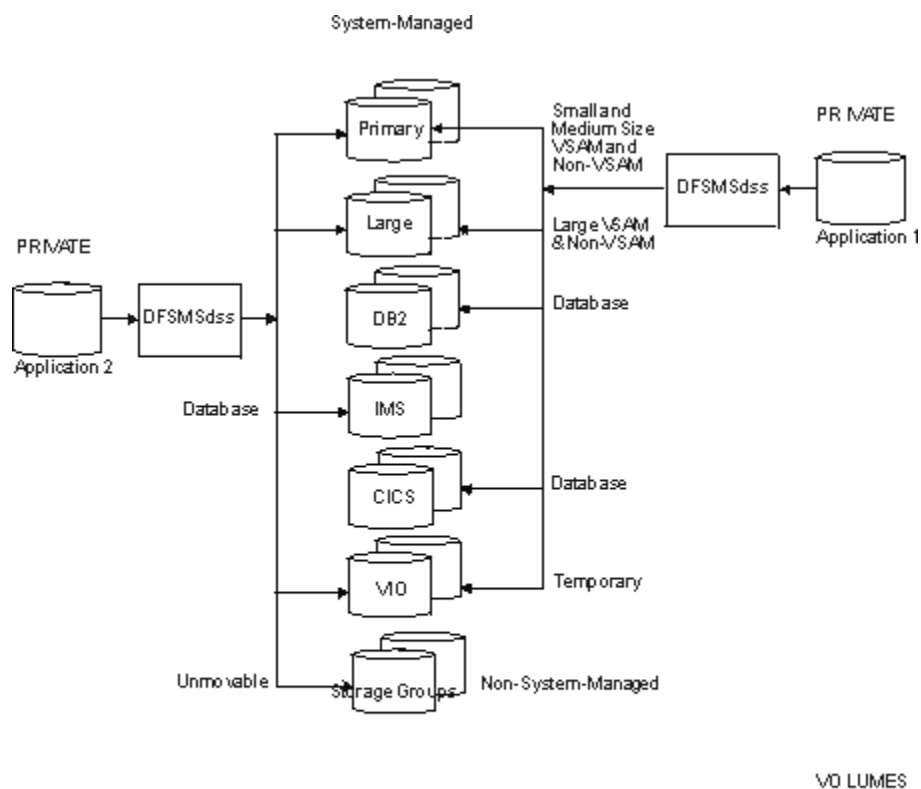 System-Managed
Primary
Small and
Medium Size
VSAM and
Non-VSAM
PRIVATE
DFSMSdss
Application 1
Large
Large VSAM
& Non-VSAM
PRIVATE
DFSMSdss
Application 2
DB2
Database
Database
IMS
CICS
Database
VIO
Temporary
Unmovable
Storage Groups
Non-System-Managed
VOLUMES